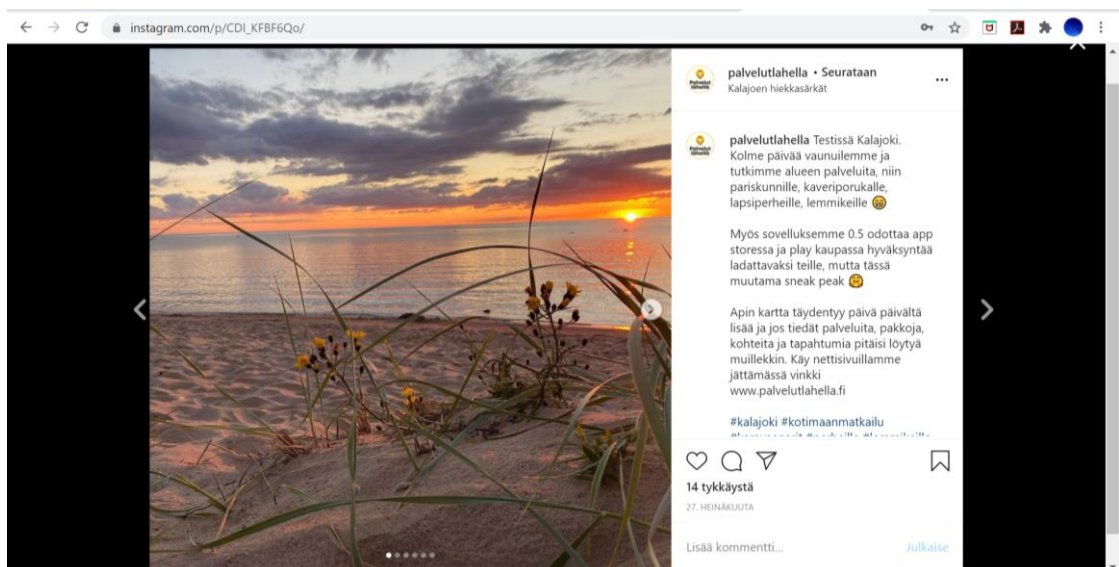 instagram.com/p/CDI_KFBF6Qo/
palvelutlahella • Seurataan
Kalajoen hiekkasärkät
palvelutlahella Testissä Kalajoki.
Kolme päivää vaunuilemme ja
tutkimme alueen palveluita, niin
pariskunnille, kaveriporukalle,
lapsiperheille, lemmikeille
Myös sovelluksemme 0.5 odottaa app
storessa ja play kaupassa hyväksyntää
ladattavaksi teille, mutta tässä
muutama sneak peak
Apin kartta täydentyy päivä päivältä
lisää ja jos tiedät palveluita, pakkoja,
kohteita ja tapahtumia pitäisi löytyä
muillekkin. Käy nettisivuillamme
jättämässä vinkki
www.palvelutlahella.fi
#kalajoki #kotimaanmatkailu
14 tykkäystä
27. HEINÄKUUTA
Lisää kommentti...
Julkaise